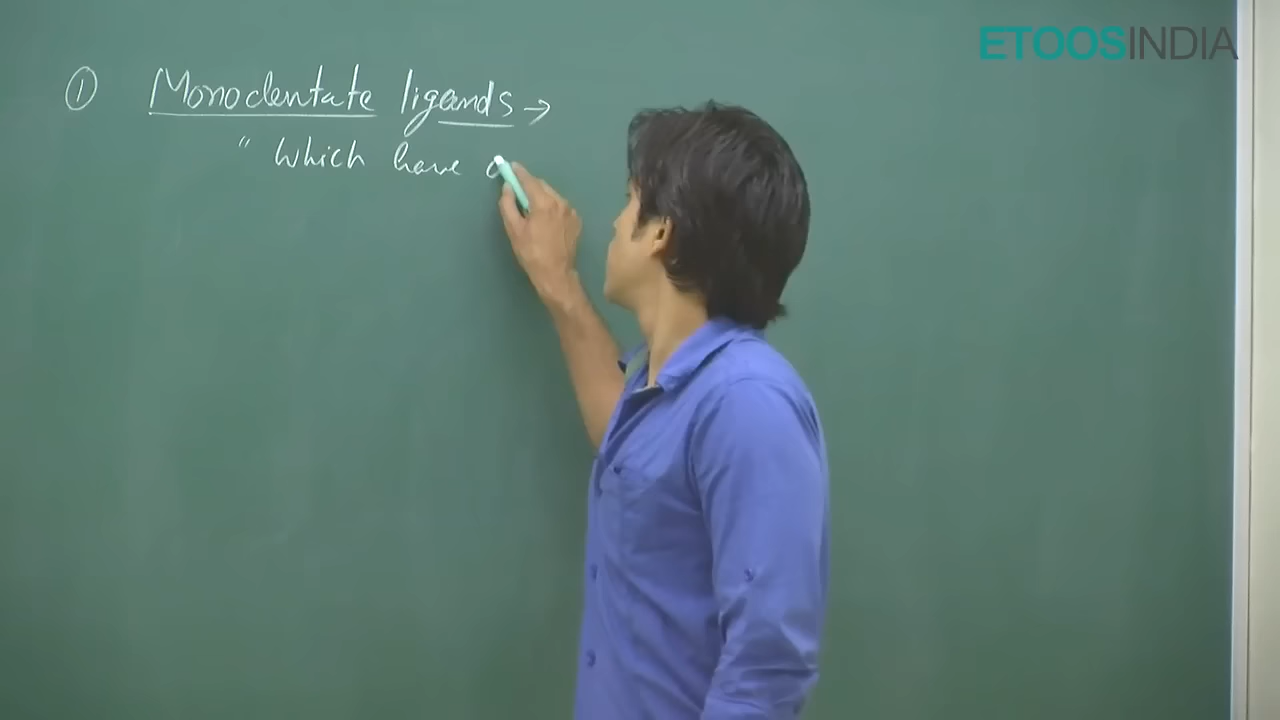 ETOOSINDIA
① Monodentate ligands →
" Which have